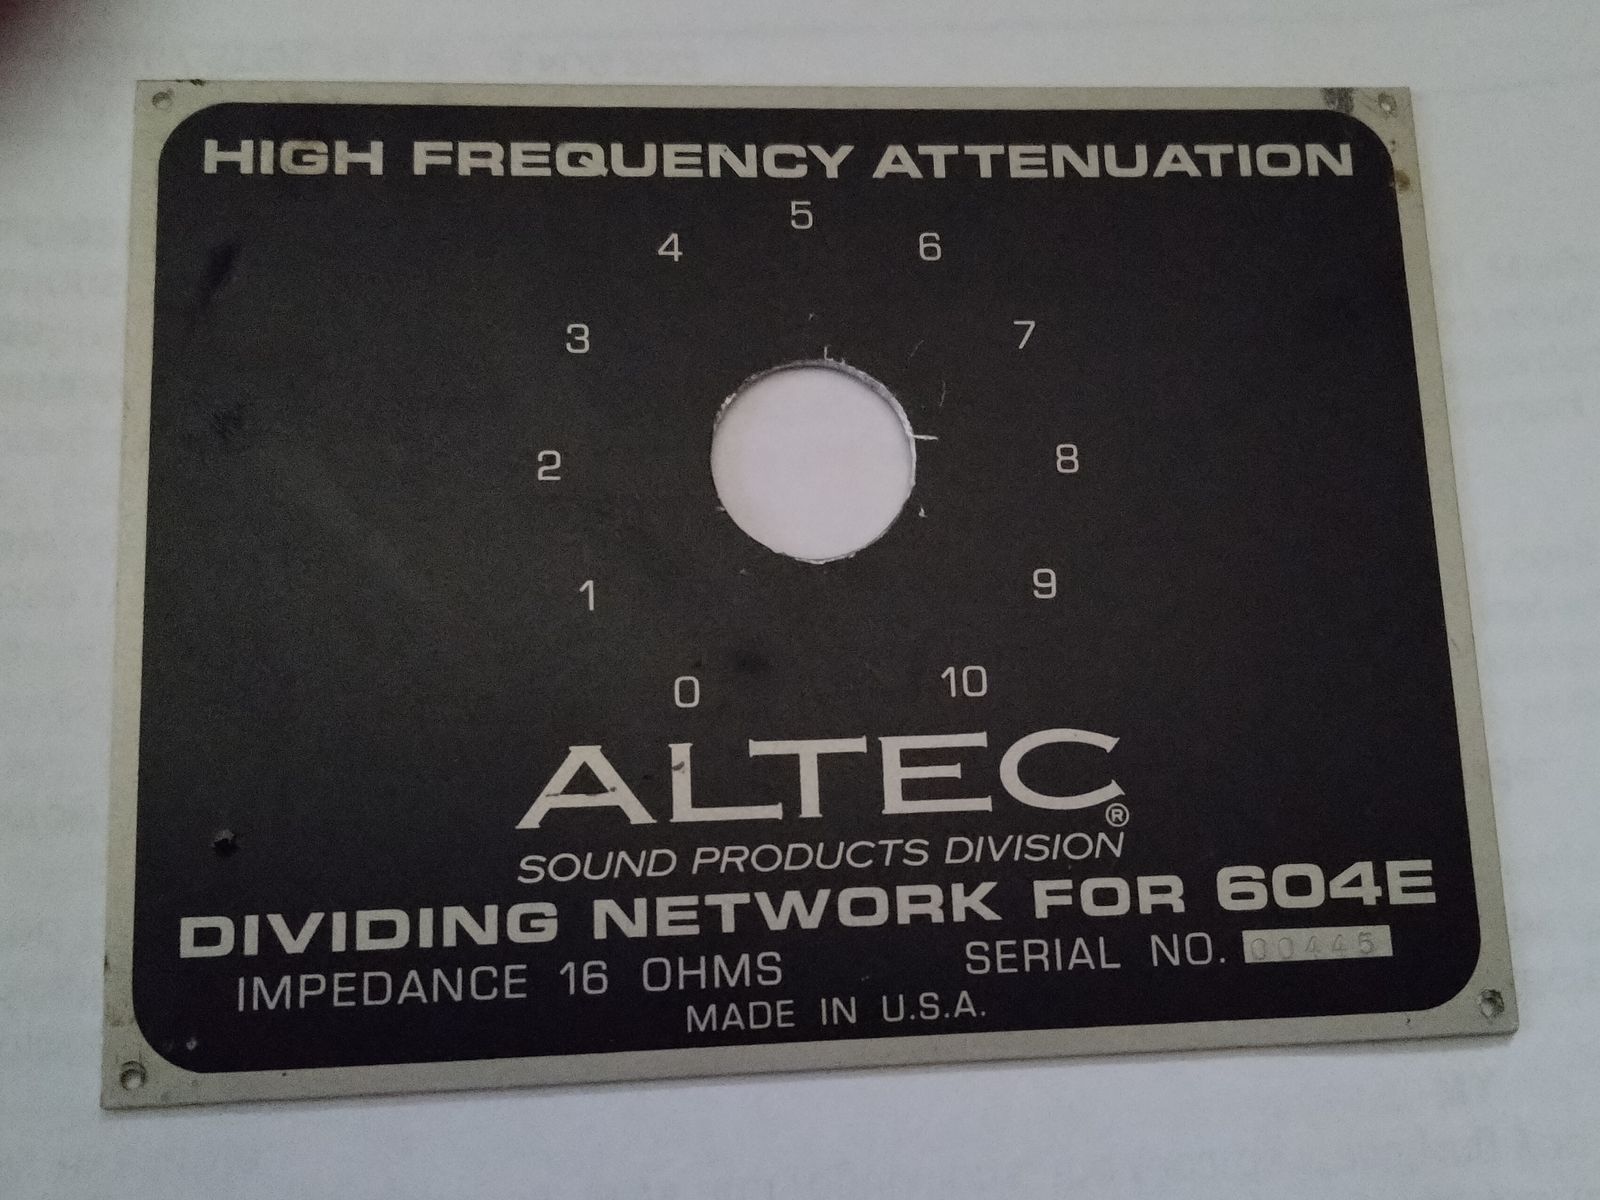 HIGH FREQUENCY ATTENUATION
5
4 6
3 7
2 8
1 9
0 10
ALTEC®
SOUND PRODUCTS DIVISION
DIVIDING NETWORK FOR 604E
IMPEDANCE 16 OHMS SERIAL NO. 00445
MADE IN U.S.A.